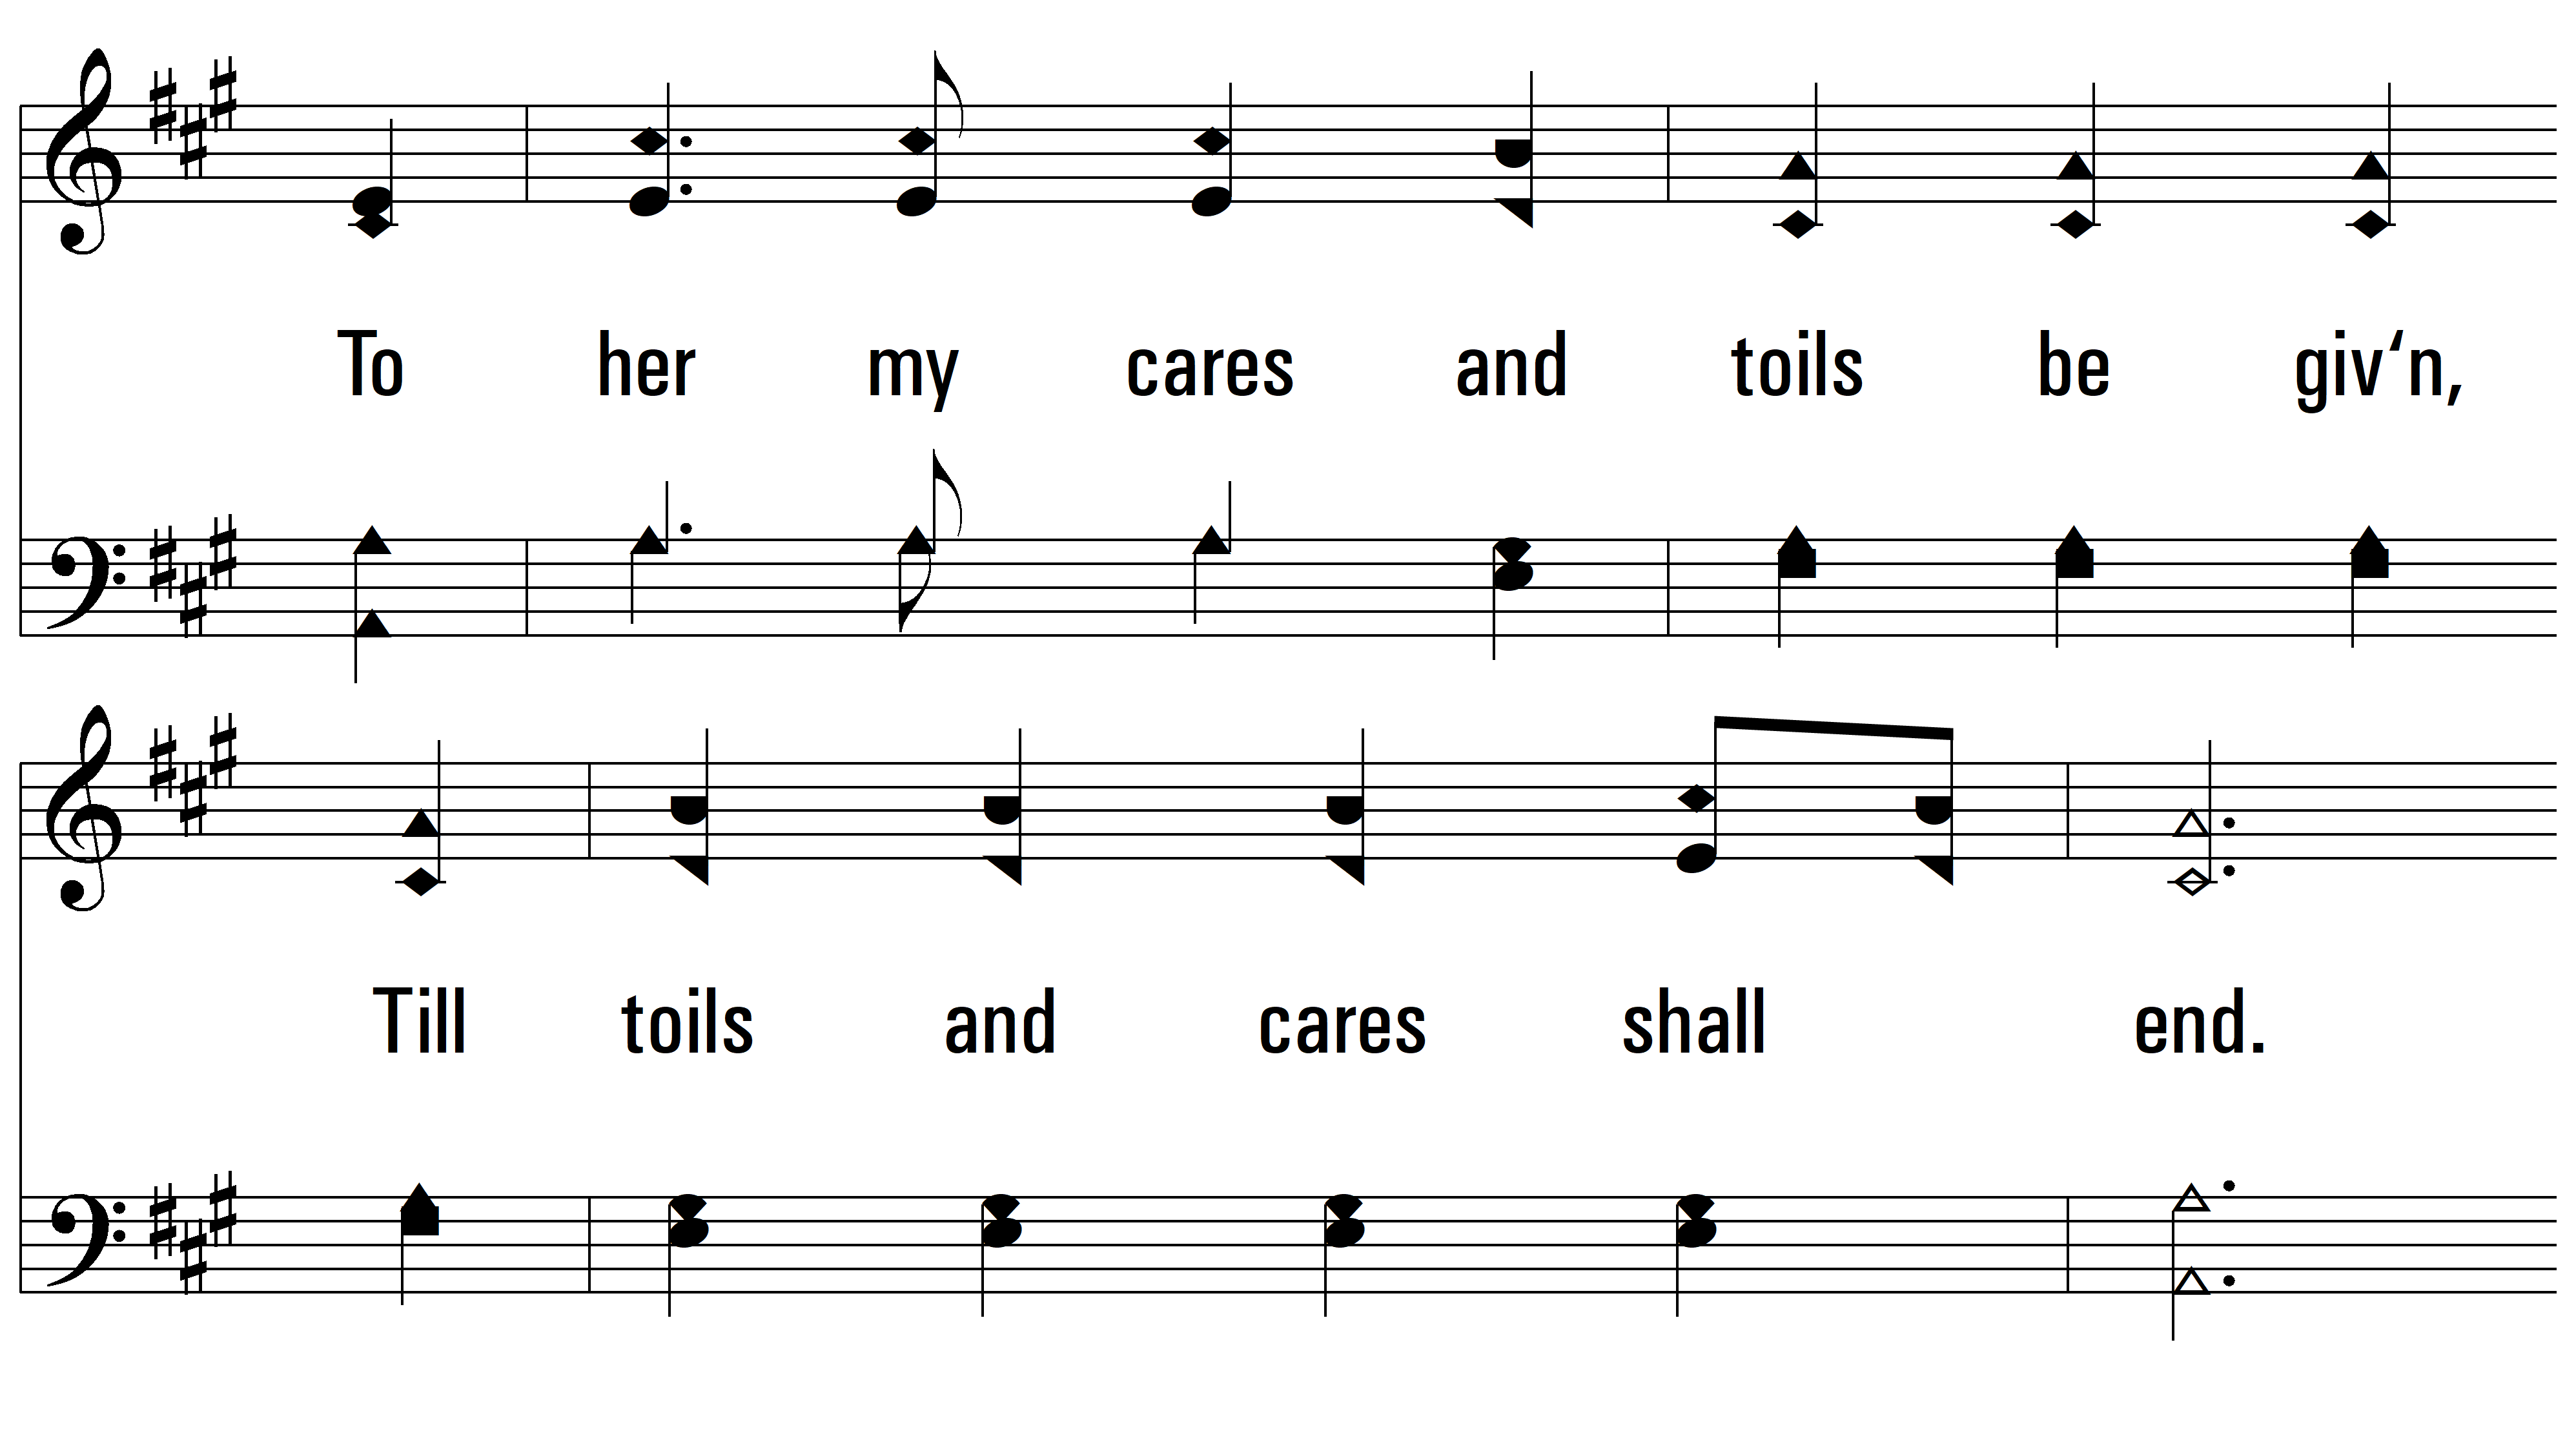 To her my cares and toils be giv‘n,
Till toils and cares shall end.